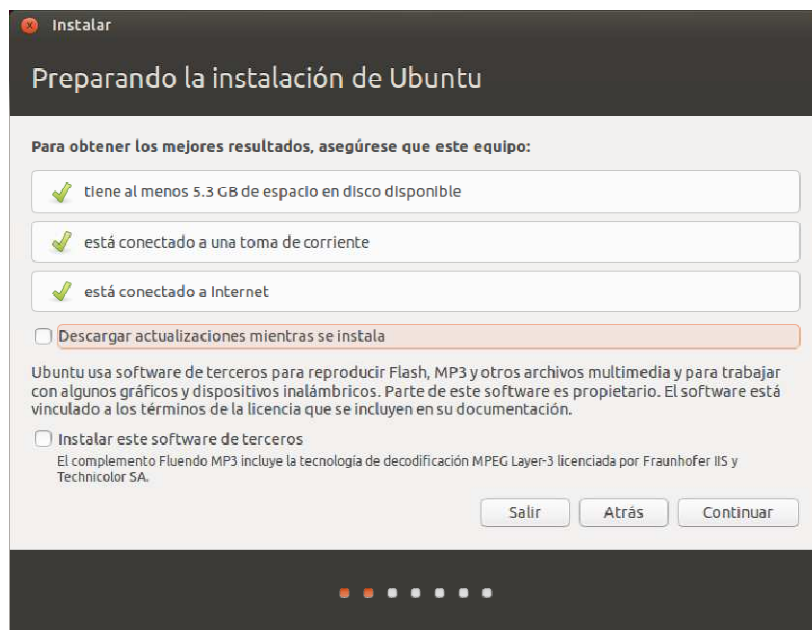 Instalar
Preparando la instalación de Ubuntu
Para obtener los mejores resultados, asegúrese que este equipo:
tiene al menos 5.3 GB de espacio en disco disponible
está conectado a una toma de corriente
está conectado a Internet
Descargar actualizaciones mientras se instala
Ubuntu usa software de terceros para reproducir Flash, MP3 y otros archivos multimedia y para trabajar
con algunos gráficos y dispositivos inalámbricos. Parte de este software es propietario. El software está
vinculado a los términos de la licencia que se incluyen en su documentación.
Instalar este software de terceros
El complemento Fluendo MP3 incluye la tecnología de decodificación MPEG Layer-3 licenciada por Fraunhofer IIS y
Technicolor SA.
Salir Atrás Continuar